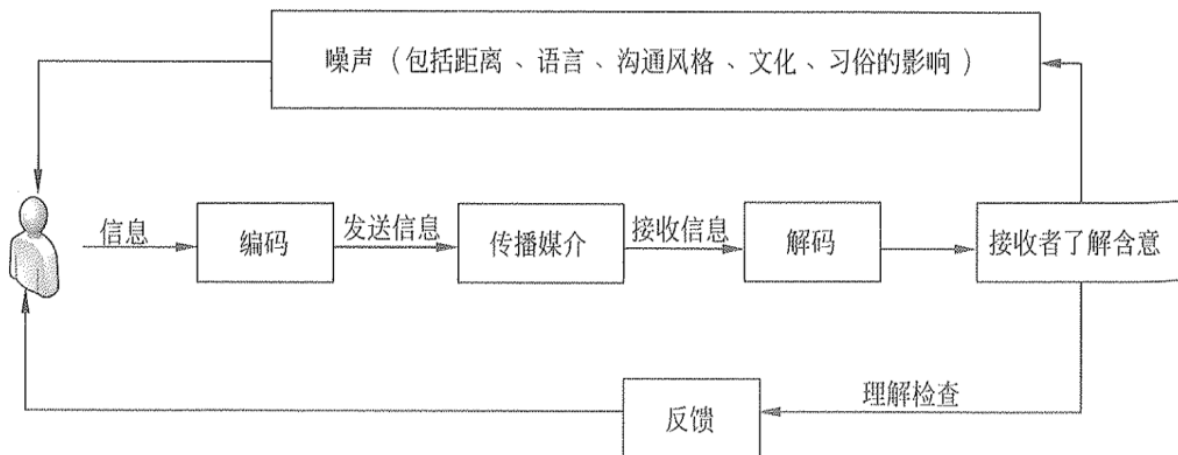 噪声（包括距离、语言、沟通风格、文化、习俗的影响）
信息
编码
发送信息
传播媒介
接收信息
解码
接收者了解含意
理解检查
反馈